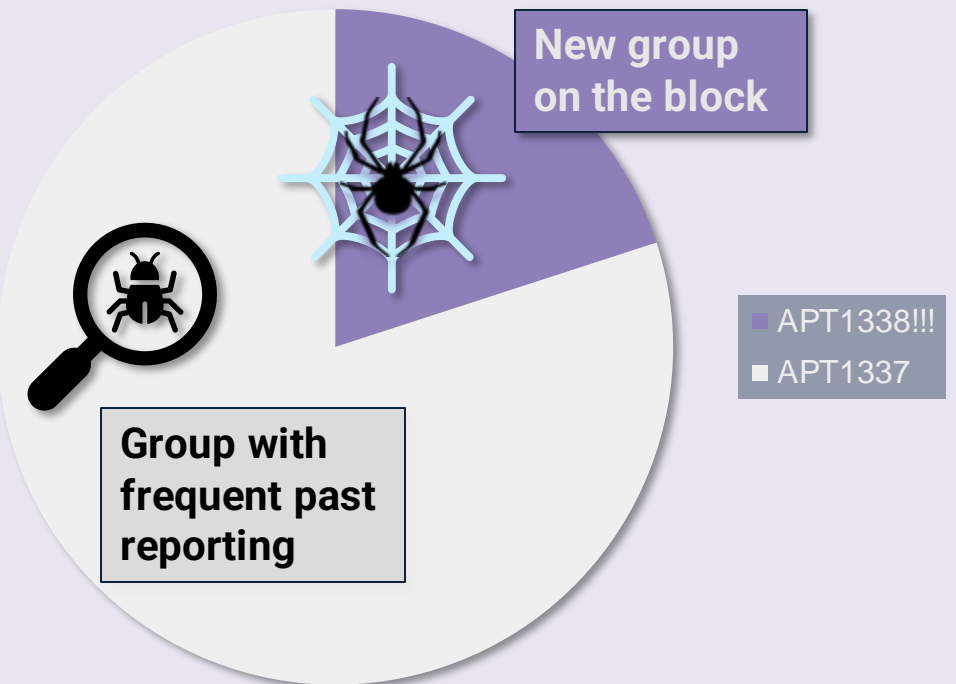 New group
on the block
APT1338!!!
APT1337
Group with
frequent past
reporting